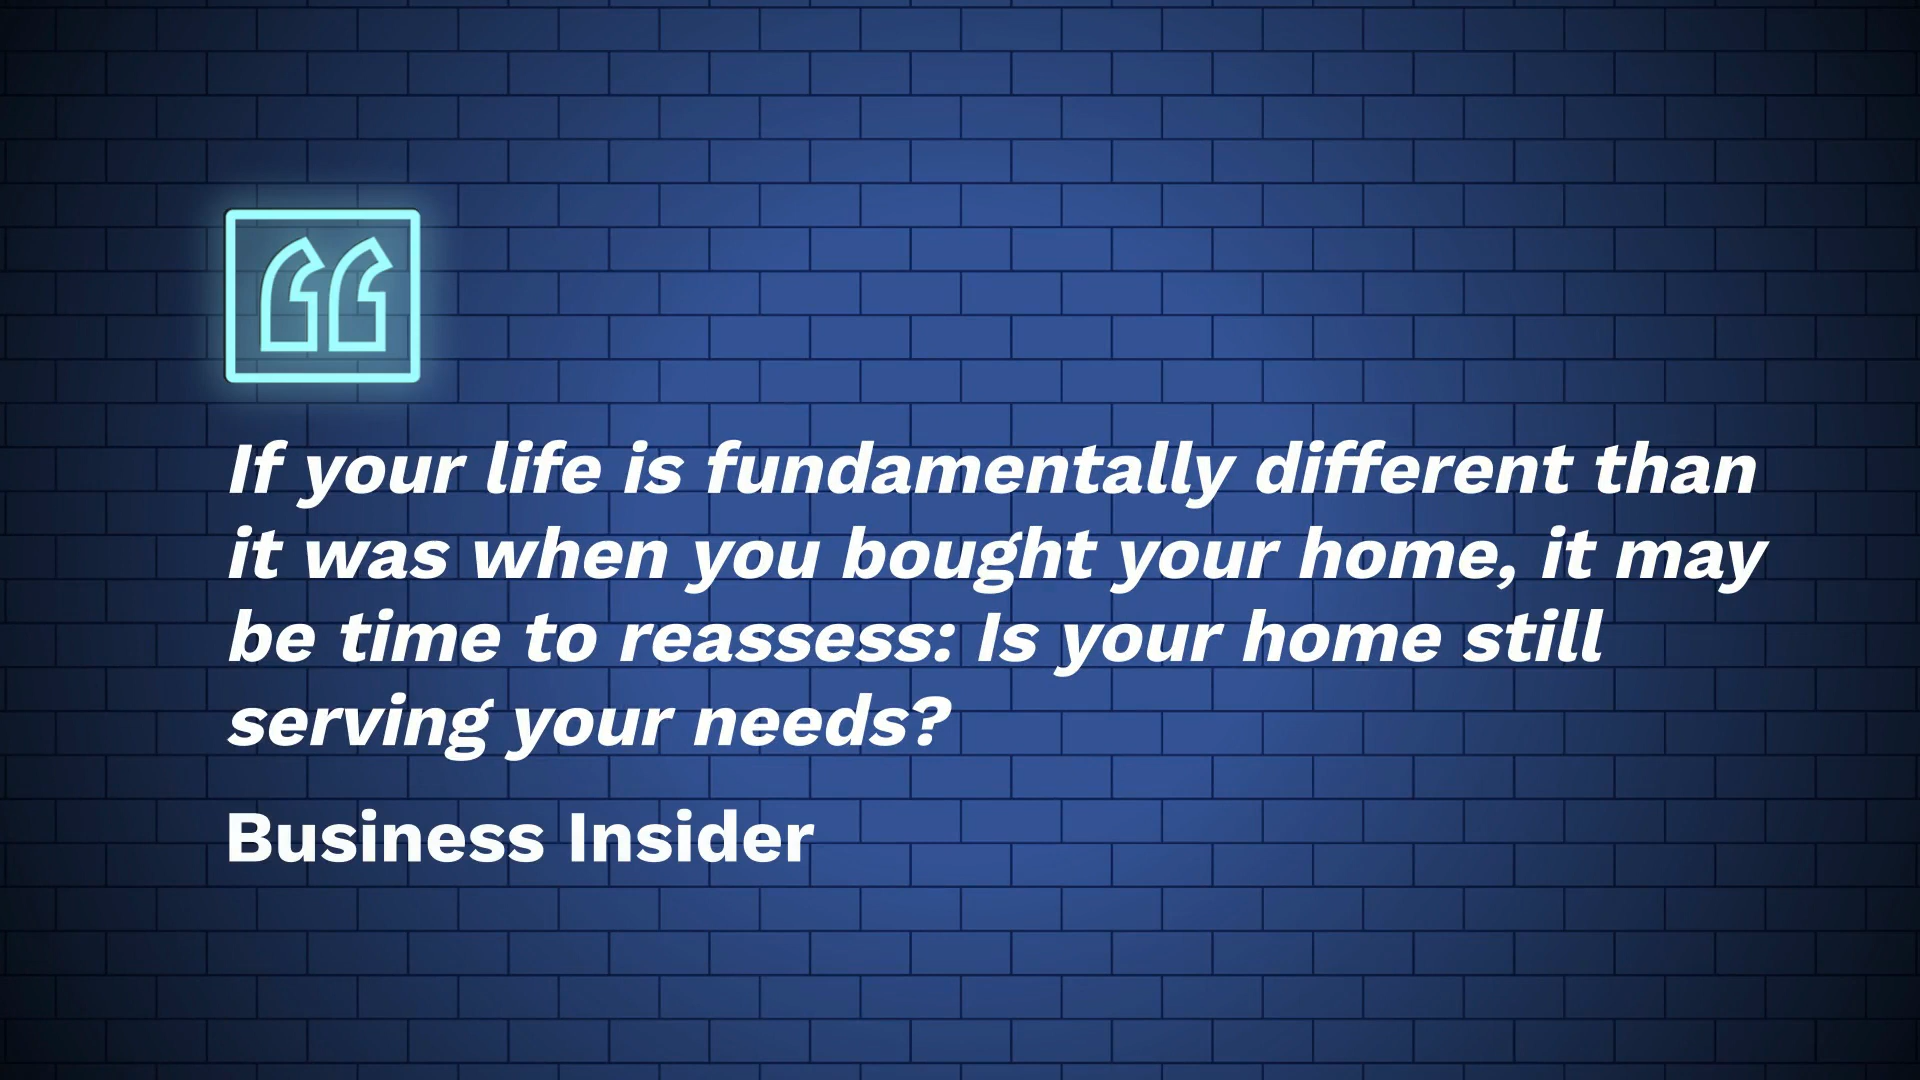 If your life is fundamentally different than
it was when you bought your home, it may
be time to reassess: Is your home still
serving your needs?
Business Insider